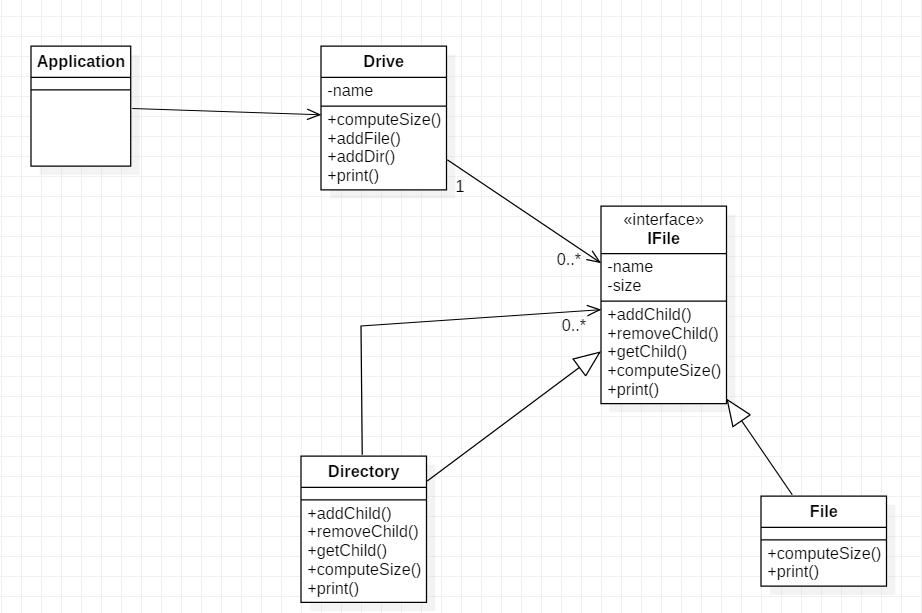 Application
Drive
-name
+computeSize()
+addFile()
+addDir()
+print()
1
0..*
«interface»
IFile
-name
-size
+addChild()
+removeChild()
+getChild()
+computeSize()
+print()
0..*
Directory
+addChild()
+removeChild()
+getChild()
+computeSize()
+print()
File
+computeSize()
+print()